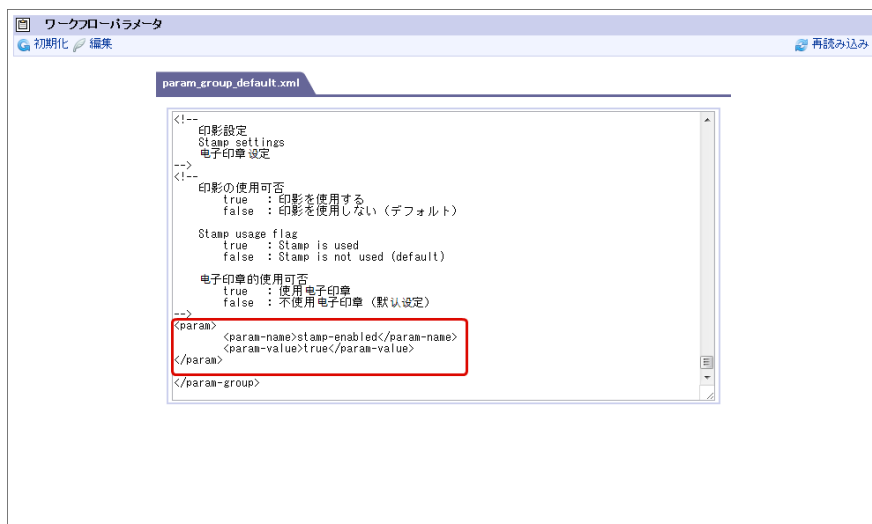 ワークフローパラメータ
初期化 編集 再読み込み
param_group_default.xml
<!--
印影設定
Stamp settings
电子印章设定
-->
<!--
印影の使用可否
true : 印影を使用する
false : 印影を使用しない（デフォルト）
Stamp usage flag
true : Stamp is used
false : Stamp is not used (default)
电子印章的使用可否
true : 使用电子印章
false : 不使用电子印章（默认设定）
-->
<param>
<param-name>stamp-enabled</param-name>
<param-value>true</param-value>
</param>
</param-group>